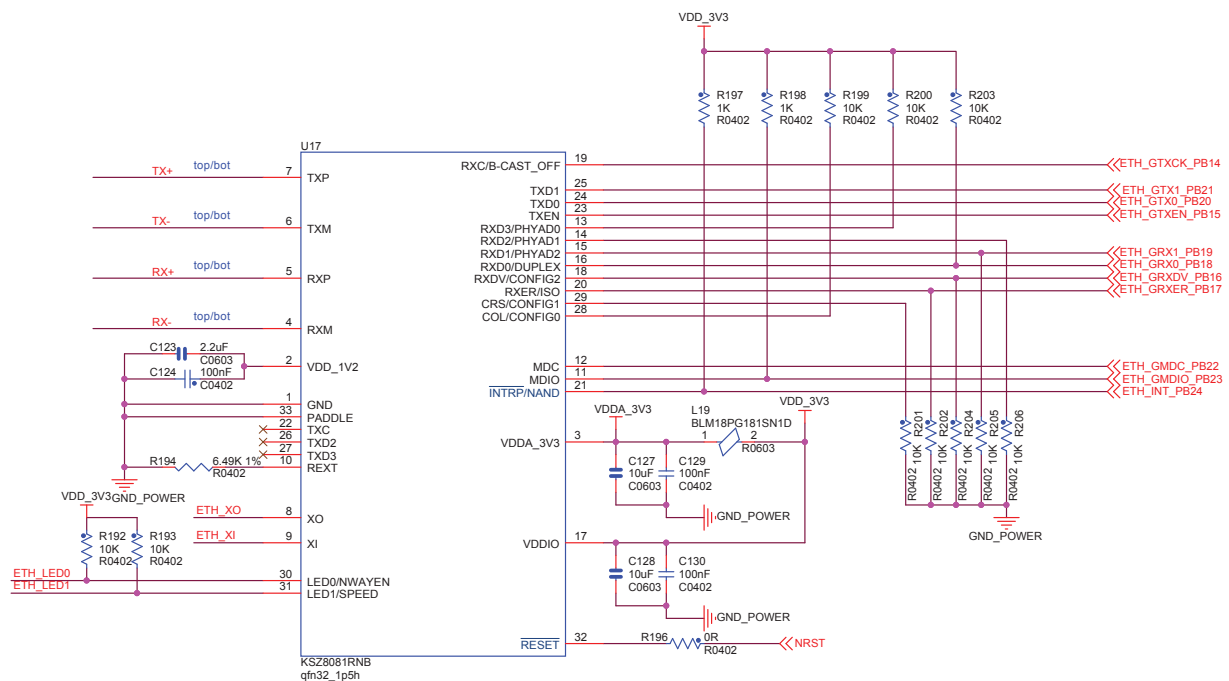 VDD_3V3
R197
1K
R0402
R198
1K
R0402
R199
10K
R0402
R200
10K
R0402
R203
10K
R0402
U17
TX+ top/bot 7 TXP
TX- top/bot 6 TXM
RX+ top/bot 5 RXP
RX- top/bot 4 RXM
C123 2.2uF
C0603
C124 100nF
C0402
2 VDD_1V2
1 GND
33 PADDLE
22 TXC
26 TXD2
27 TXD3
10 REXT
R194 6.49K 1%
R0402
GND_POWER
VDD_3V3
ETH_XO 8 XO
ETH_XI 9 XI
R192
10K
R0402
R193
10K
R0402
ETH_LED0 30 LED0/NWAYEN
ETH_LED1 31 LED1/SPEED
KSZ8081RNB
qfn32_1p5h
RXC/B-CAST_OFF 19 ETH_GTXCK_PB14
TXD1 25 ETH_GTX1_PB21
TXD0 24 ETH_GTX0_PB20
TXEN 23 ETH_GTXEN_PB15
RXD3/PHYAD0 13
RXD2/PHYAD1 14
RXD1/PHYAD2 15 ETH_GRX1_PB19
RXD0/DUPLEX 16 ETH_GRX0_PB18
RXDV/CONFIG2 18 ETH_GRXDV_PB16
RXER/ISO 20 ETH_GRXER_PB17
CRS/CONFIG1 29
COL/CONFIG0 28
MDC 12 ETH_GMDC_PB22
MDIO 11 ETH_GMDIO_PB23
INTRP/NAND 21 ETH_INT_PB24
VDDA_3V3 3
VDDA_3V3
L19
BLM18PG181SN1D
1 2
R0603
VDD_3V3
C127
10uF
C0603
C129
100nF
C0402
GND_POWER
VDDIO 17
C128
10uF
C0603
C130
100nF
C0402
GND_POWER
RESET 32
R196 0R
R0402
NRST
R0402 10K R201
R0402 10K R202
R0402 10K R204
R0402 10K R205
R0402 10K R206
GND_POWER